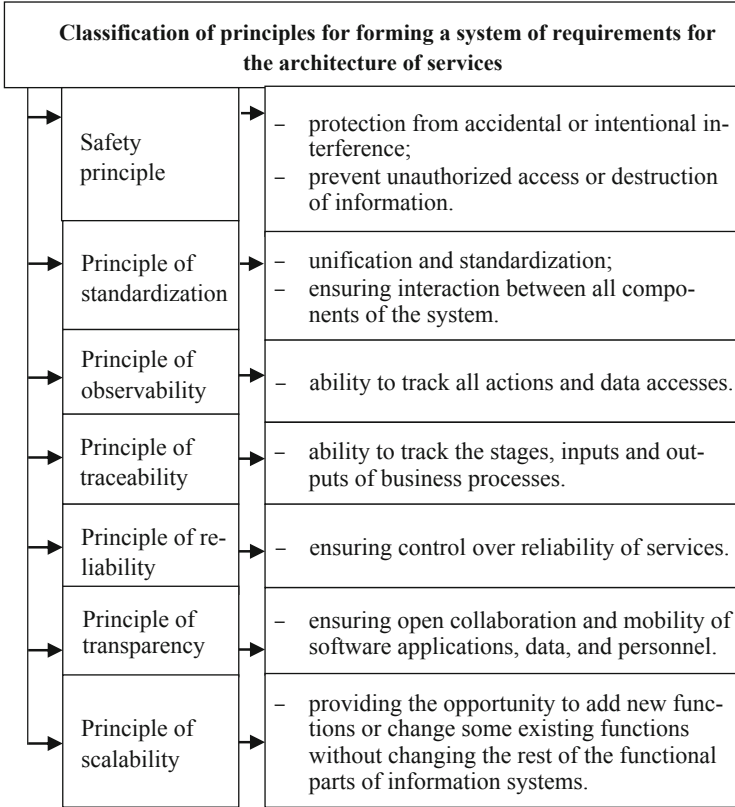 Classification of principles for forming a system of requirements for
the architecture of services
Safety
principle
– protection from accidental or intentional in-
terference;
– prevent unauthorized access or destruction
of information.
Principle of
standardization
– unification and standardization;
– ensuring interaction between all compo-
nents of the system.
Principle of
observability
– ability to track all actions and data accesses.
Principle of
traceability
– ability to track the stages, inputs and out-
puts of business processes.
Principle of re-
liability
– ensuring control over reliability of services.
Principle of
transparency
– ensuring open collaboration and mobility of
software applications, data, and personnel.
Principle of
scalability
– providing the opportunity to add new func-
tions or change some existing functions
without changing the rest of the functional
parts of information systems.